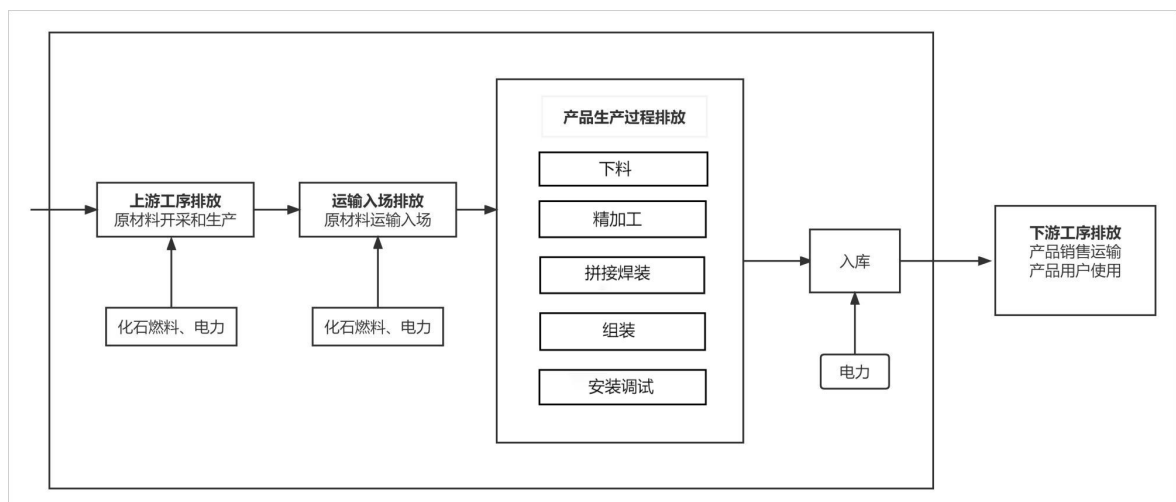 上游工序排放
原材料开采和生产
化石燃料、电力
运输入场排放
原材料运输入场
化石燃料、电力
产品生产过程排放
下料
精加工
拼接焊装
组装
安装调试
入库
电力
下游工序排放
产品销售运输
产品用户使用